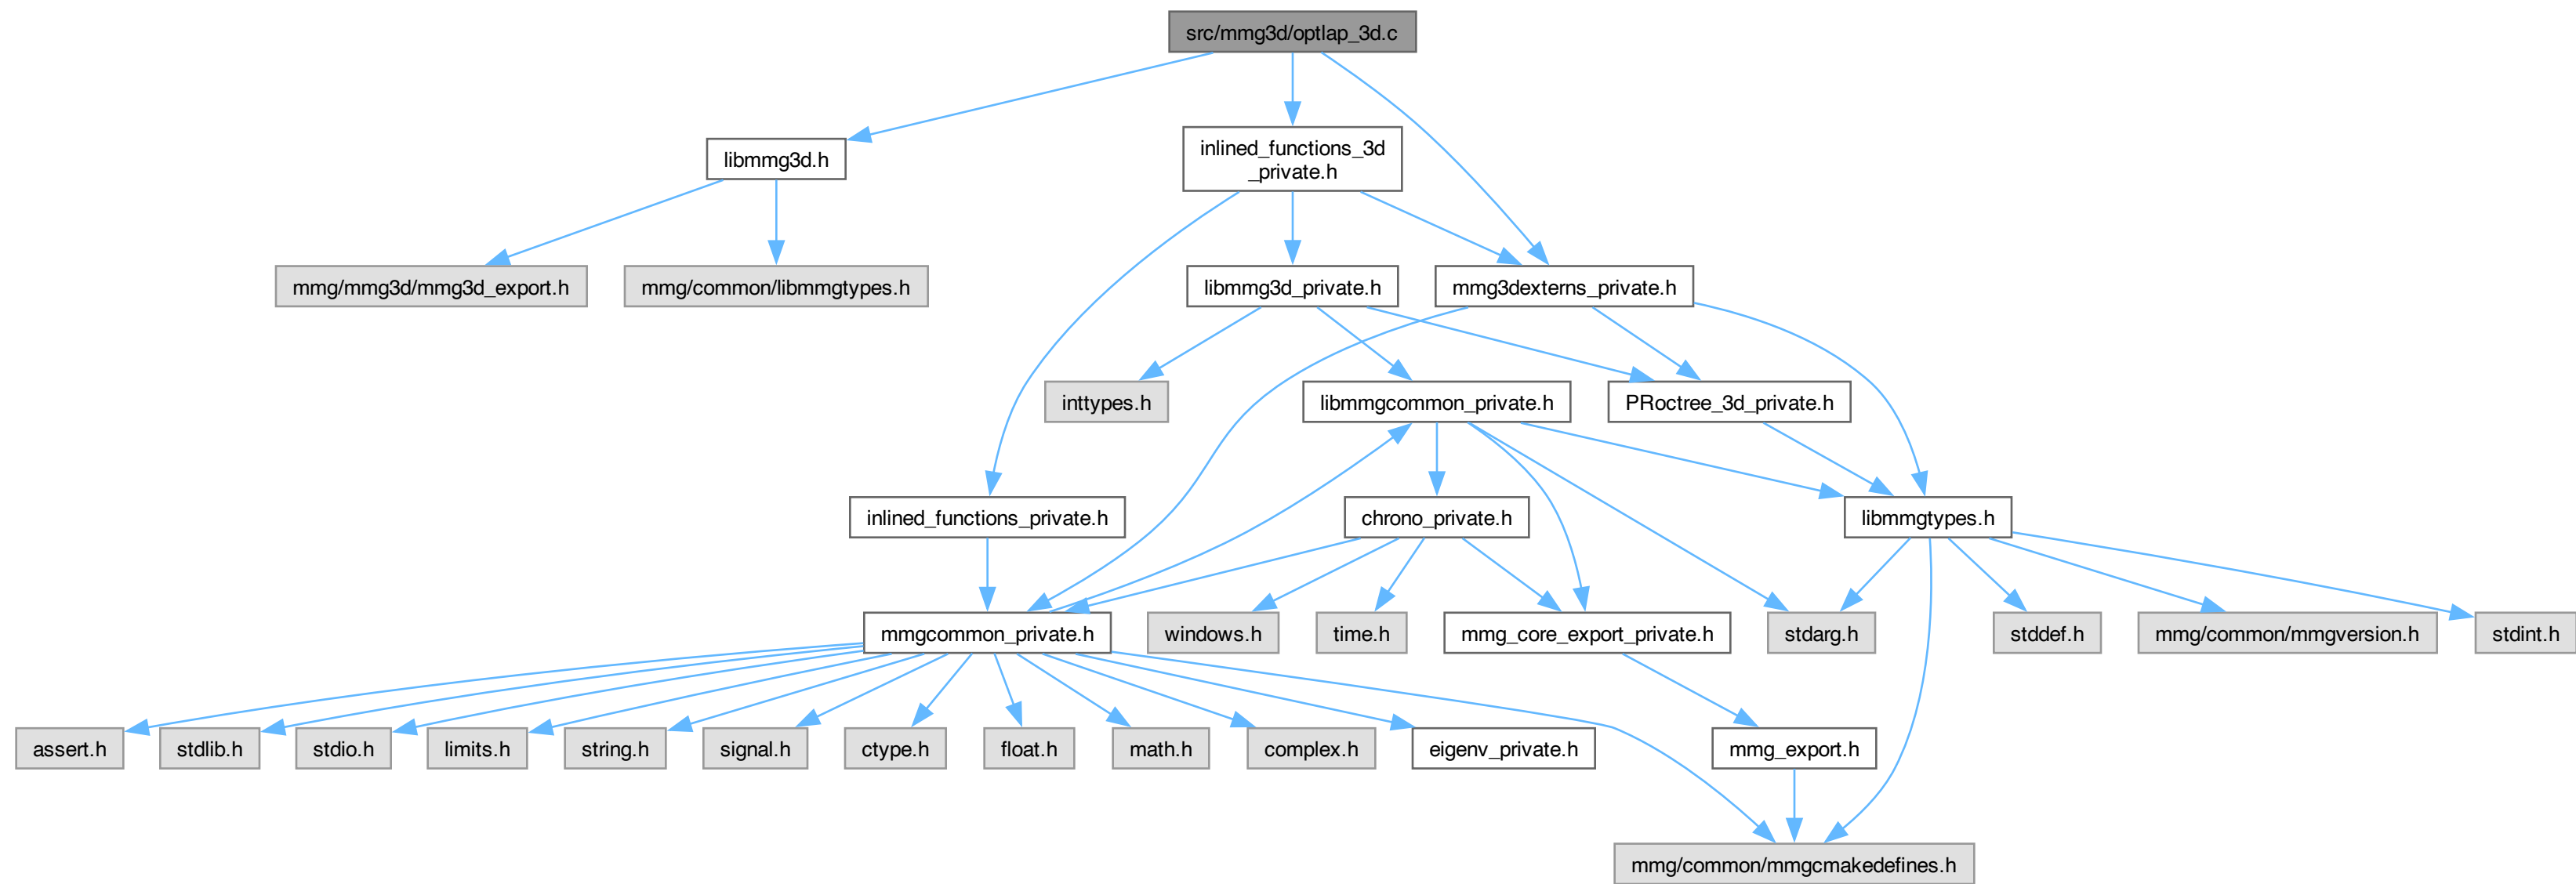 src/mmg3d/optlap_3d.c
libmmg3d.h
inlined_functions_3d
_private.h
mmg/mmg3d/mmg3d_export.h
mmg/common/libmmgtypes.h
libmmg3d_private.h
mmg3dexterns_private.h
inttypes.h
libmmgcommon_private.h
PRoctree_3d_private.h
inlined_functions_private.h
chrono_private.h
libmmgtypes.h
mmgcommon_private.h
windows.h
time.h
mmg_core_export_private.h
stdarg.h
stddef.h
mmg/common/mmgversion.h
stdint.h
assert.h
stdlib.h
stdio.h
limits.h
string.h
signal.h
ctype.h
float.h
math.h
complex.h
eigenv_private.h
mmg_export.h
mmg/common/mmgcmakedefines.h